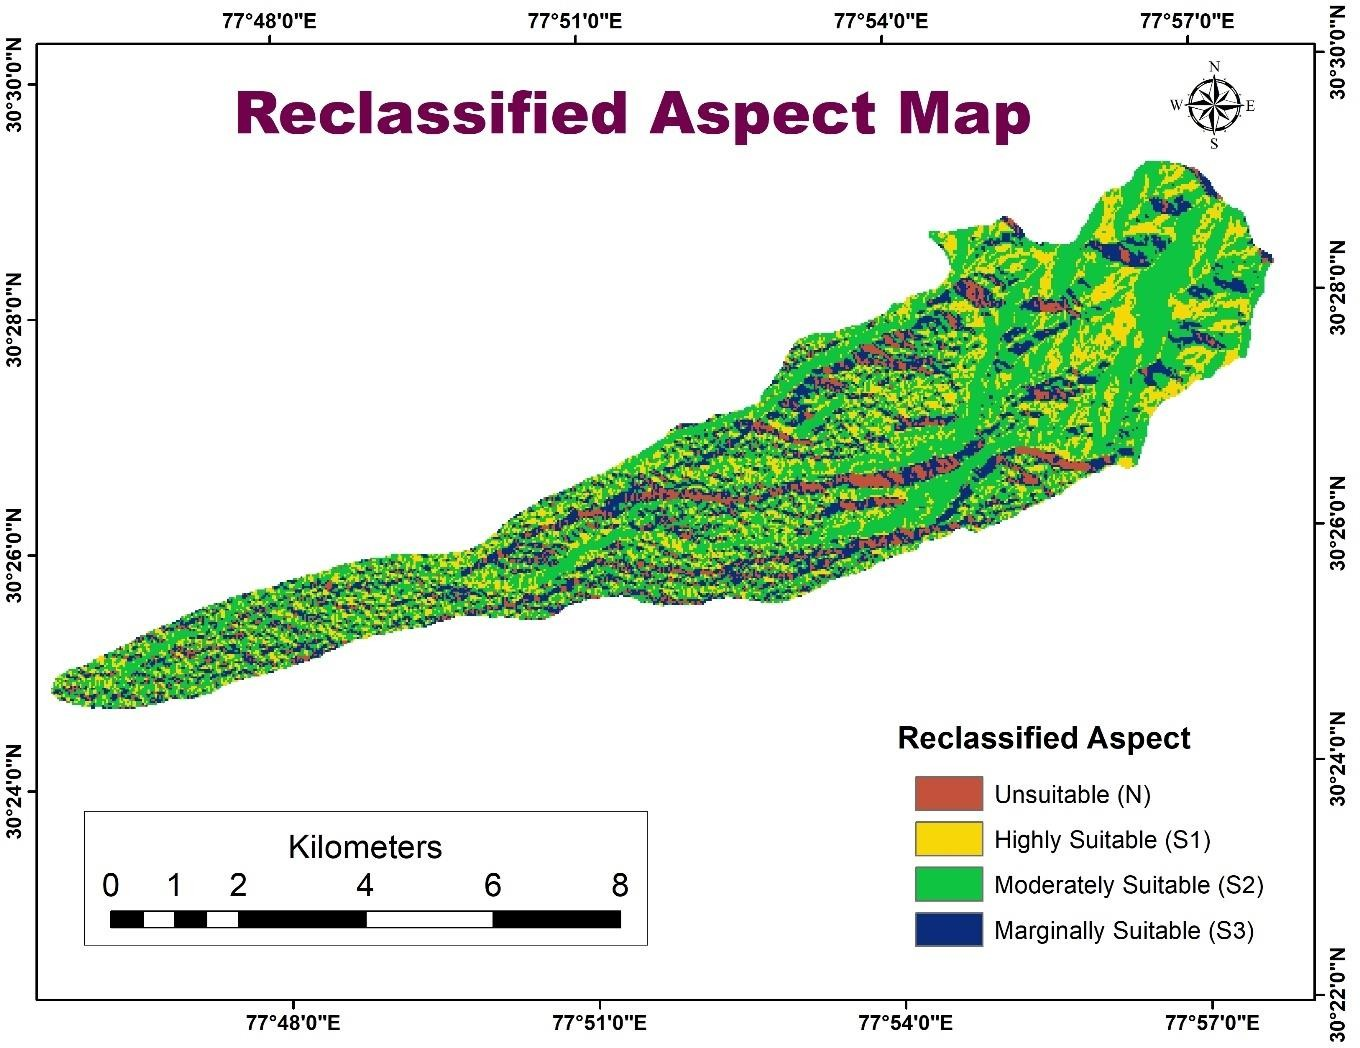 77°48'0"E 77°51'0"E 77°54'0"E 77°57'0"E
30°30'0"N
30°30'0"N
Reclassified Aspect Map
N
W E
S
30°28'0"N
30°28'0"N
30°26'0"N
30°26'0"N
30°24'0"N
30°24'0"N
30°22'0"N
Reclassified Aspect
Unsuitable (N)
Highly Suitable (S1)
Moderately Suitable (S2)
Marginally Suitable (S3)
Kilometers
0 1 2 4 6 8
77°48'0"E 77°51'0"E 77°54'0"E 77°57'0"E